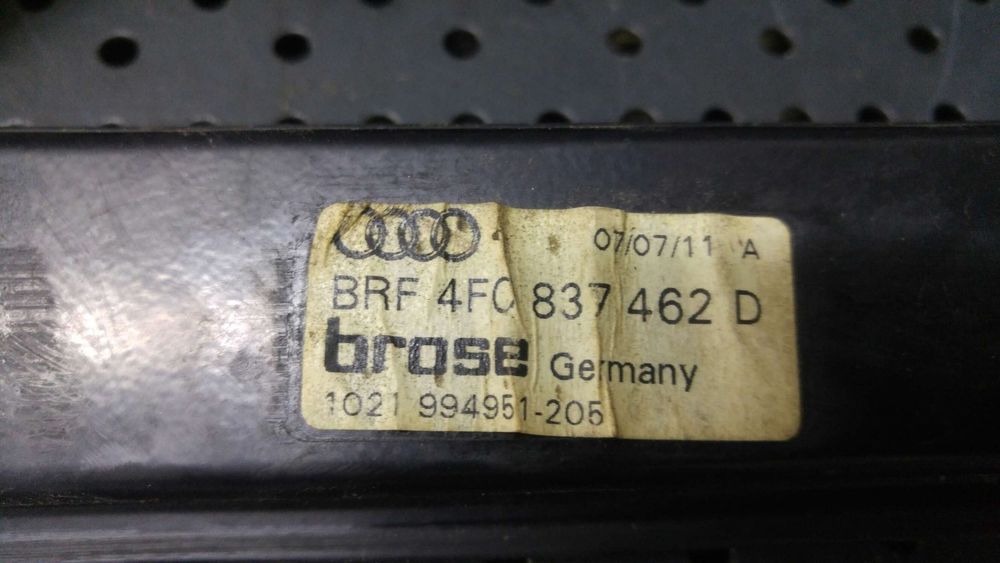 07/07/11 A
BRF 4F0 837 462 D
brose Germany
1021 994951-205